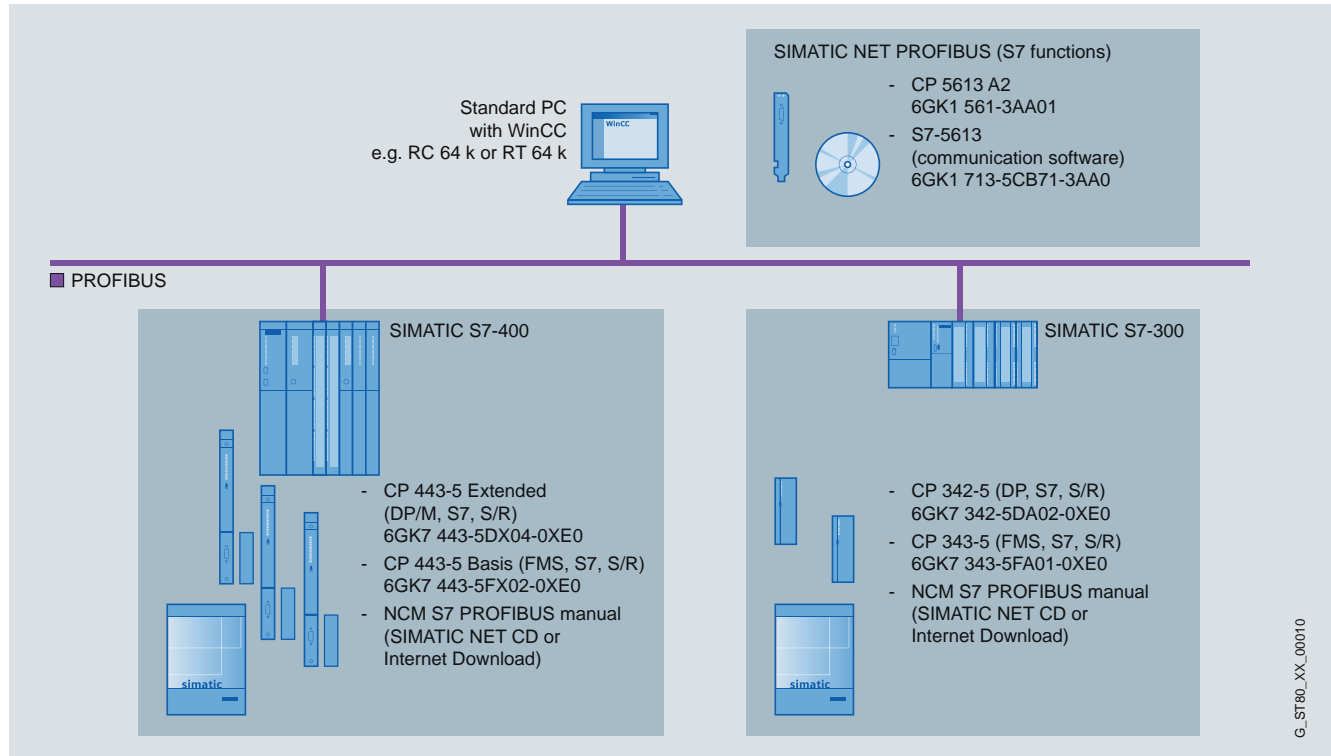 SIMATIC NET PROFIBUS (S7 functions)
- CP 5613 A2
6GK1 561-3AA01
- S7-5613
(communication software)
6GK1 713-5CB71-3AA0
Standard PC
with WinCC
e.g. RC 64 k or RT 64 k
WinCC
PROFIBUS
SIMATIC S7-400
- CP 443-5 Extended
(DP/M, S7, S/R)
6GK7 443-5DX04-0XE0
- CP 443-5 Basis (FMS, S7, S/R)
6GK7 443-5FX02-0XE0
- NCM S7 PROFIBUS manual
(SIMATIC NET CD or
Internet Download)
simatic
SIMATIC S7-300
- CP 342-5 (DP, S7, S/R)
6GK7 342-5DA02-0XE0
- CP 343-5 (FMS, S7, S/R)
6GK7 343-5FA01-0XE0
- NCM S7 PROFIBUS manual
(SIMATIC NET CD or
Internet Download)
simatic
G_ST80_XX_00010